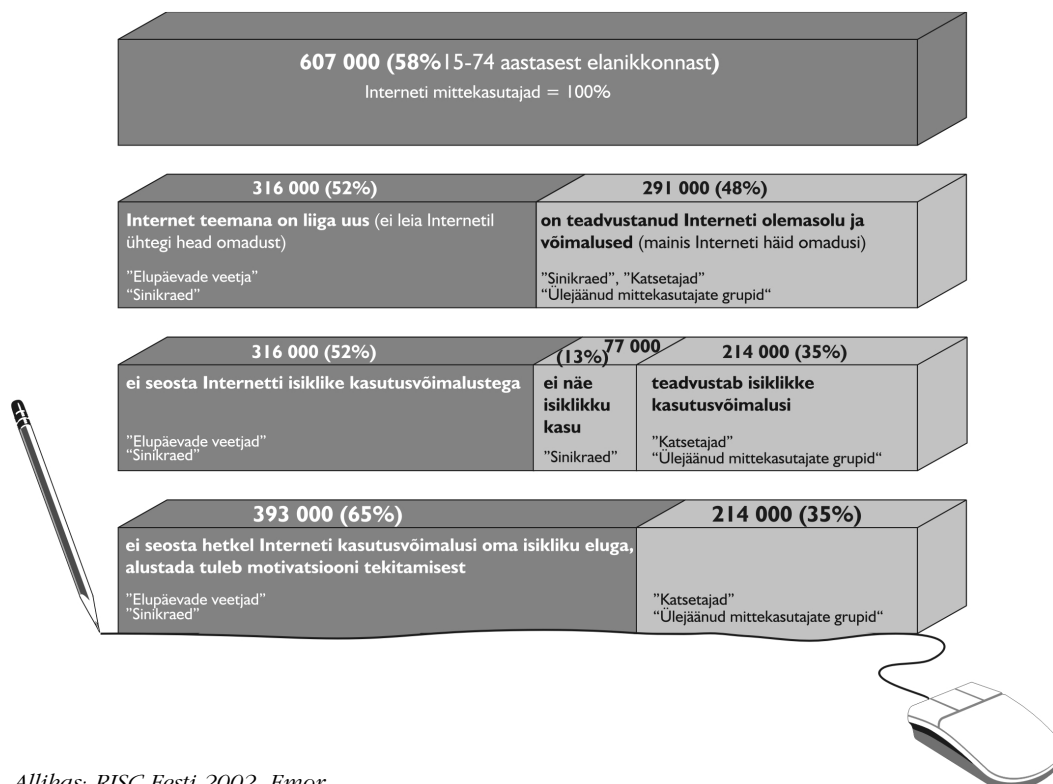 607 000 (58%15-74 aastasest elanikkonnast)
Interneti mittekasutajad = 100%
316 000 (52%)
Internet teemana on liiga uus (ei leia Internetil
ühtegi head omadust)
”Elupäevade veetja”
“Sinikraed”
291 000 (48%)
on teadvustanud Interneti olemasolu ja
võimalused (mainis Interneti häid omadusi)
”Sinikraed”, ”Katsetajad”
“Ülejäänud mittekasutajate grupid“
316 000 (52%)
ei seosta Internetti isiklike kasutusvõimalustega
”Elupäevade veetjad”
“Sinikraed”
77 000
(13%)
ei näe
isiklikku
kasu
”Sinikraed”
214 000 (35%)
teadvustab isiklikke
kasutusvõimalusi
”Katsetajad”
“Ülejäänud mittekasutajate grupid“
393 000 (65%)
ei seosta hetkel Interneti kasutusvõimalusi oma isikliku eluga,
alustada tuleb motivatsiooni tekitamisest
”Elupäevade veetjad”
”Sinikraed”
214 000 (35%)
”Katsetajad”
“Ülejäänud mittekasutajate grupid“
Allikas: RISC Eesti 2002, Emor